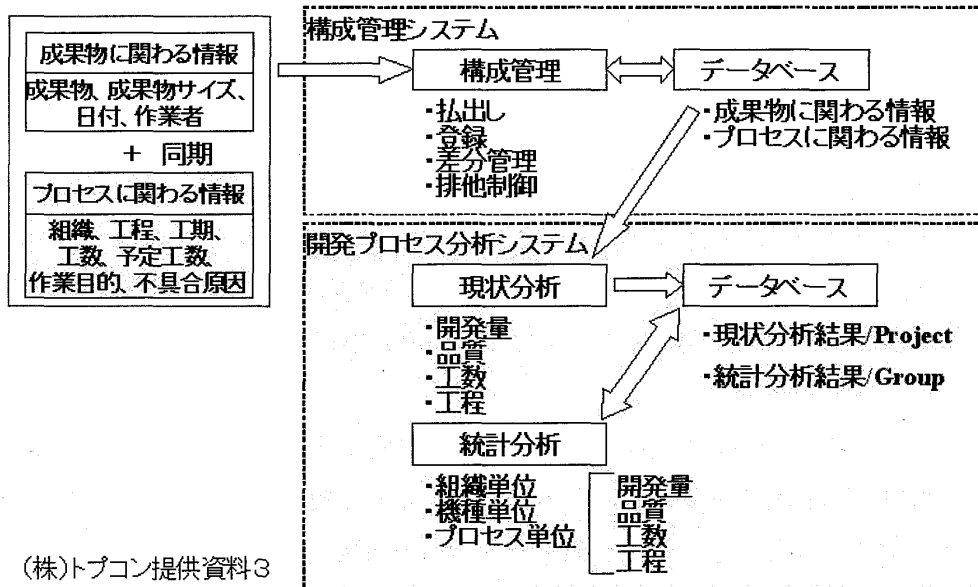 成果物に関わる情報
成果物、成果物サイズ、
日付、作業者
＋ 同期
プロセスに関わる情報
組織、工程、工期、
工数、予定工数、
作業目的、不具合原因
構成管理システム
構成管理
データベース
・払出し
・登録
・差分管理
・排他制御
・成果物に関わる情報
・プロセスに関わる情報
開発プロセス分析システム
現状分析
データベース
・開発量
・品質
・工数
・工程
・現状分析結果/Project
・統計分析結果/Group
統計分析
・組織単位
・機種単位
・プロセス単位
開発量
品質
工数
工程
(株)トプコン提供資料3